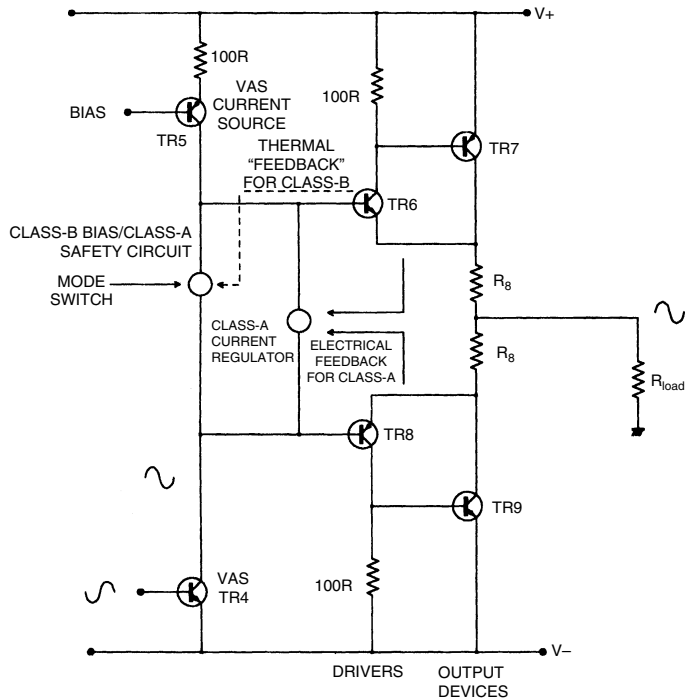 V+
100R
VAS
CURRENT
SOURCE
100R
BIAS
TR5
THERMAL
“FEEDBACK”
FOR CLASS-B
TR7
TR6
CLASS-B BIAS/CLASS-A
SAFETY CIRCUIT
MODE
SWITCH
R8
CLASS-A
CURRENT
REGULATOR
ELECTRICAL
FEEDBACK
FOR CLASS-A
R8
Rload
TR8
TR9
VAS
TR4
100R
V–
DRIVERS
OUTPUT
DEVICES